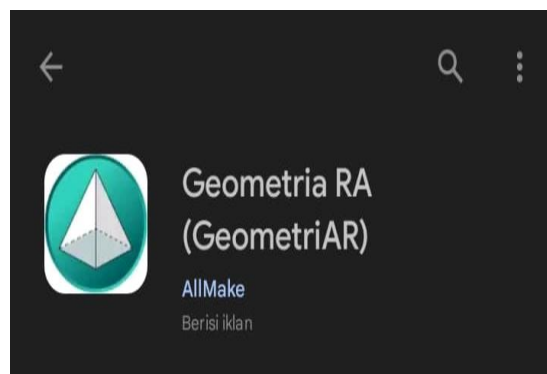 Geometria RA
(GeometriAR)
AllMake
Berisi iklan